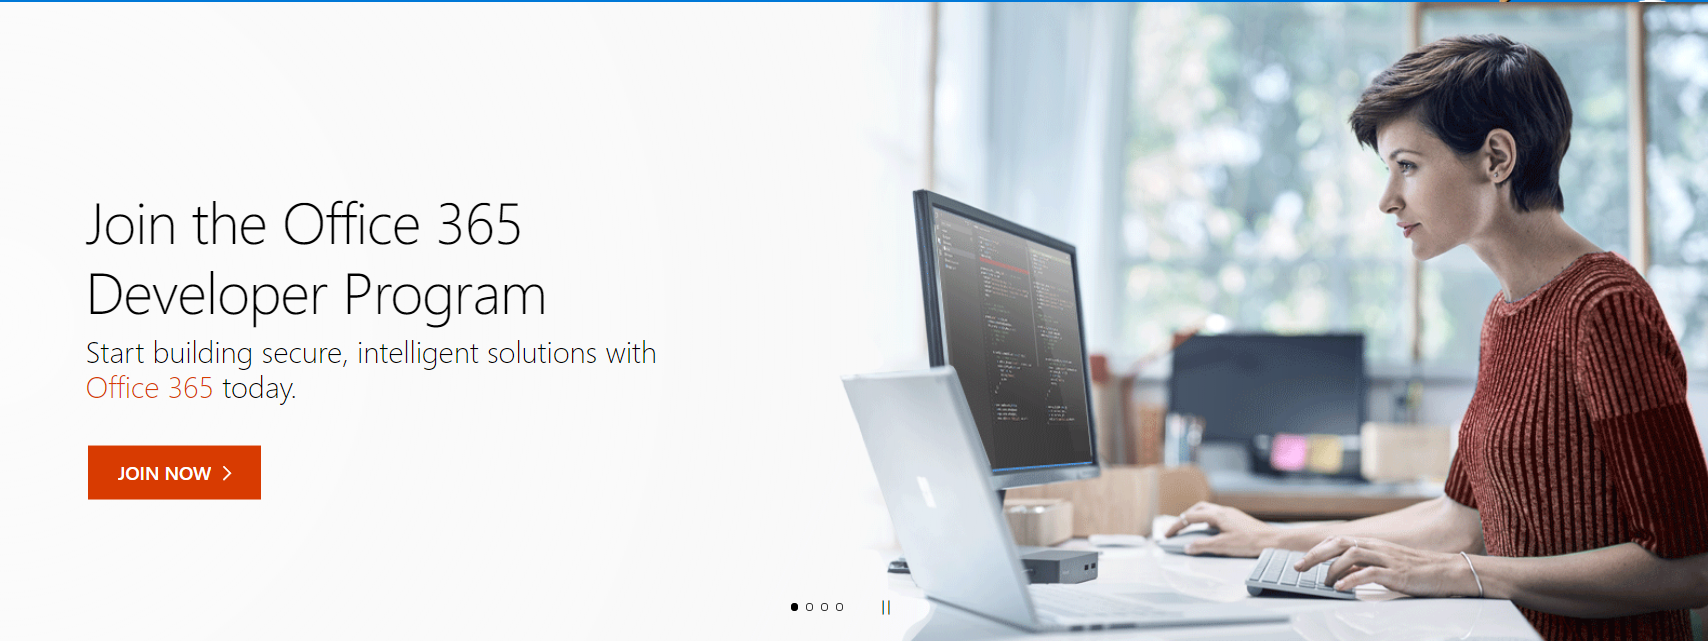 Join the Office 365
Developer Program
Start building secure, intelligent solutions with
Office 365 today.
JOIN NOW